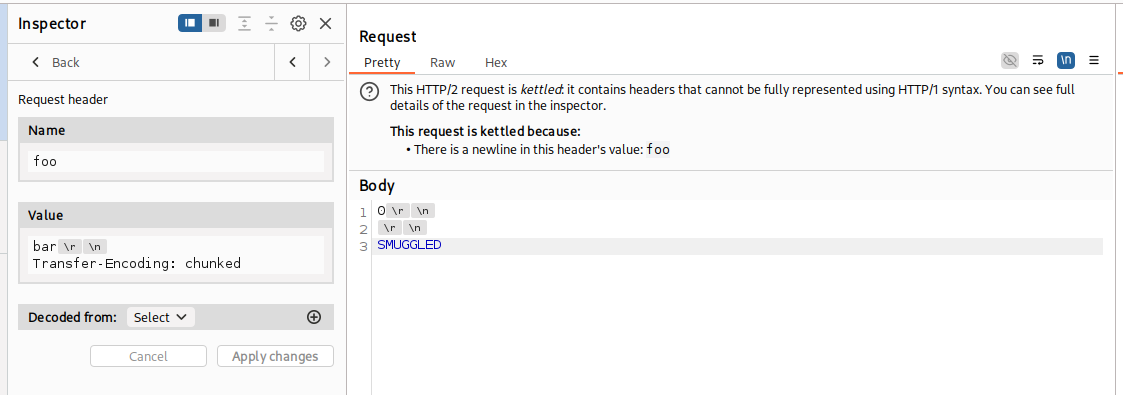 Inspector
Back
Request header
Name
foo
Value
bar \r \n
Transfer-Encoding: chunked
Decoded from: Select
Cancel Apply changes
Request
Pretty Raw Hex
\n
This HTTP/2 request is kettled: it contains headers that cannot be fully represented using HTTP/1 syntax. You can see full
details of the request in the inspector.
This request is kettled because:
• There is a newline in this header's value: foo
Body
1 0 \r \n
2 \r \n
3 SMUGGLED